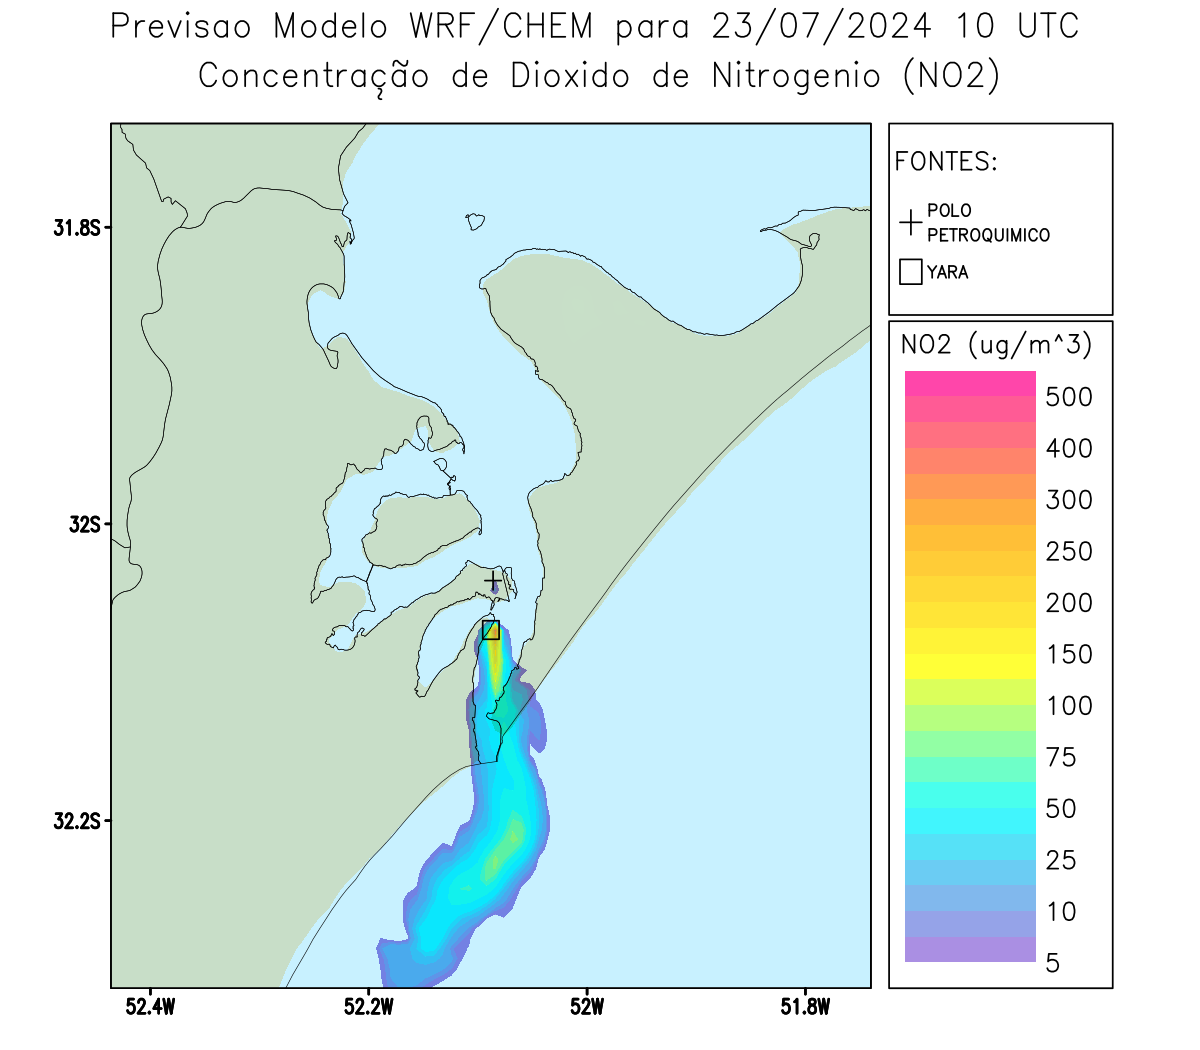 Previsao Modelo WRF/CHEM para 23/07/2024 10 UTC
Concentração de Dioxido de Nitrogenio (NO2)
FONTES:
POLO
PETROQUIMICO
YARA
NO2 (ug/m^3)
500
400
300
250
200
150
100
75
50
25
10
5
31.8S
32S
32.2S
52.4W
52.2W
52W
51.8W